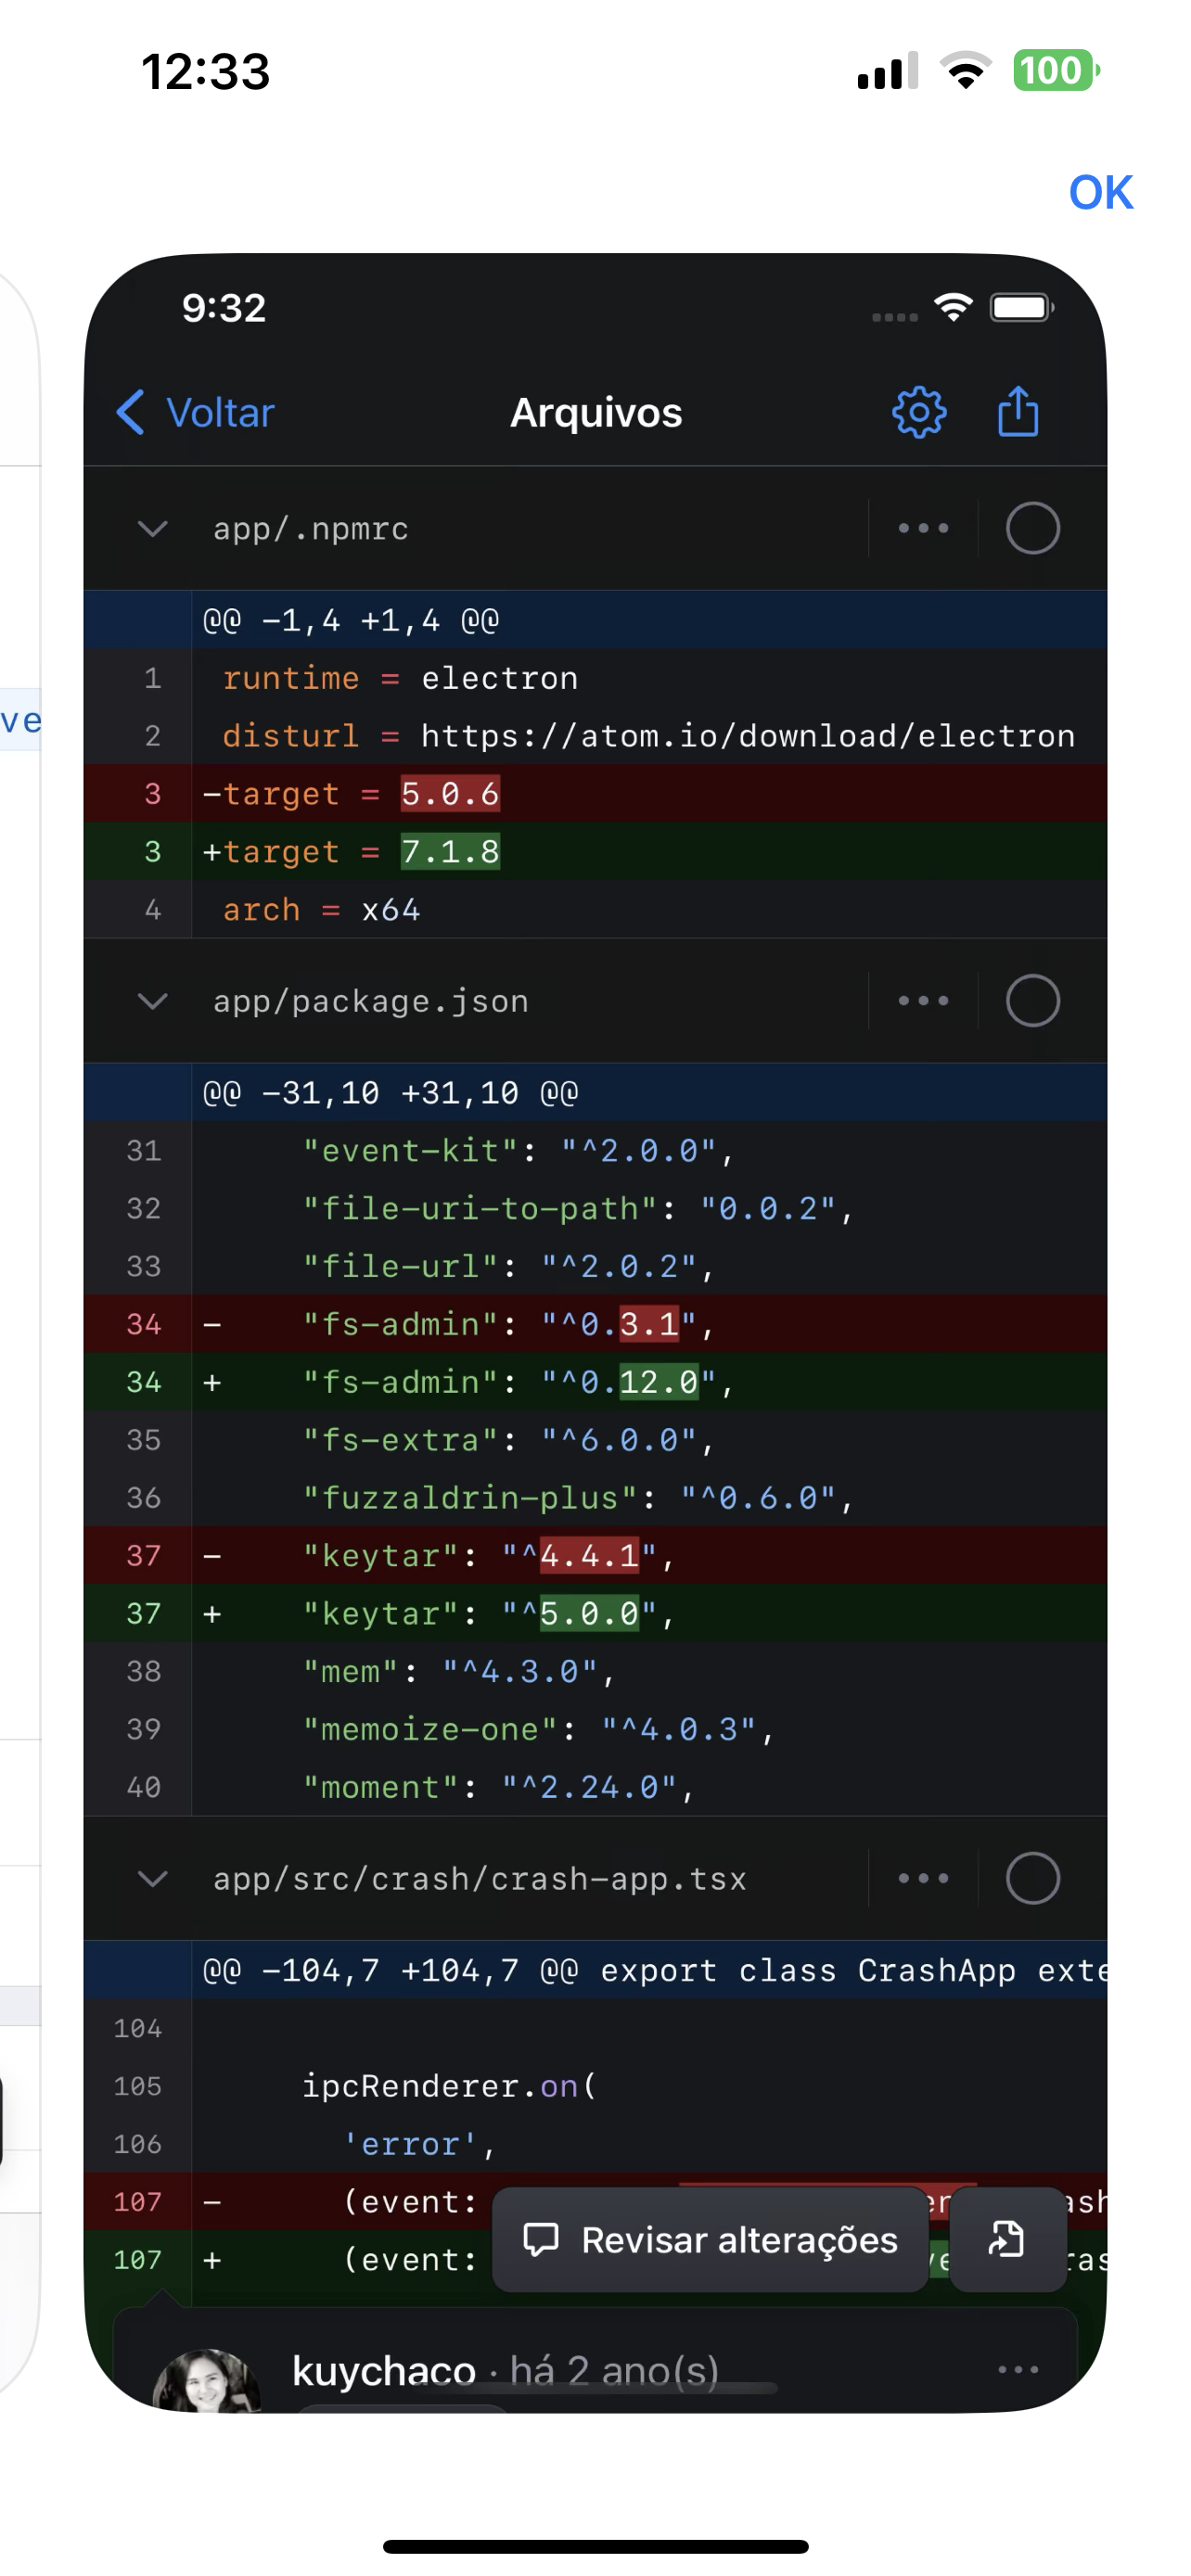 12:33
100
OK
9:32
Voltar
Arquivos
ve
app/.npmrc
@@ −1,4 +1,4 @@
1 runtime = electron
2 disturl = https://atom.io/download/electron
3 −target = 5.0.6
3 +target = 7.1.8
4 arch = x64
app/package.json
@@ −31,10 +31,10 @@
31 "event-kit": "^2.0.0",
32 "file-uri-to-path": "0.0.2",
33 "file-url": "^2.0.2",
34 − "fs-admin": "^0.3.1",
34 + "fs-admin": "^0.12.0",
35 "fs-extra": "^6.0.0",
36 "fuzzaldrin-plus": "^0.6.0",
37 − "keytar": "^4.4.1",
37 + "keytar": "^5.0.0",
38 "mem": "^4.3.0",
39 "memoize-one": "^4.0.3",
40 "moment": "^2.24.0",
app/src/crash/crash-app.tsx
@@ −104,7 +104,7 @@ export class CrashApp exte
104
105 ipcRenderer.on(
106 'error',
107 − (event:
107 + (event:
Revisar alterações
kuychaco · há 2 ano(s)